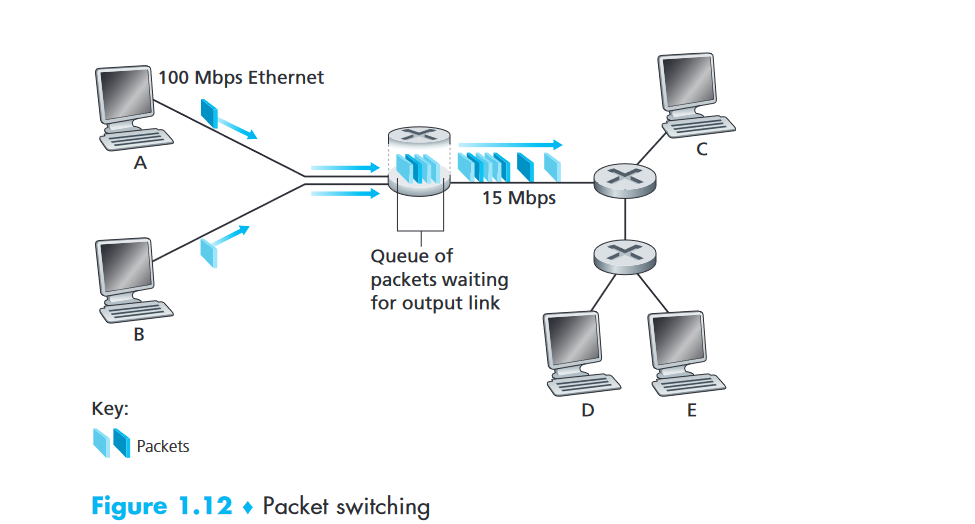 100 Mbps Ethernet
A
C
15 Mbps
Queue of
packets waiting
for output link
B
D
E
Key:
Packets
Figure 1.12 ♦ Packet switching